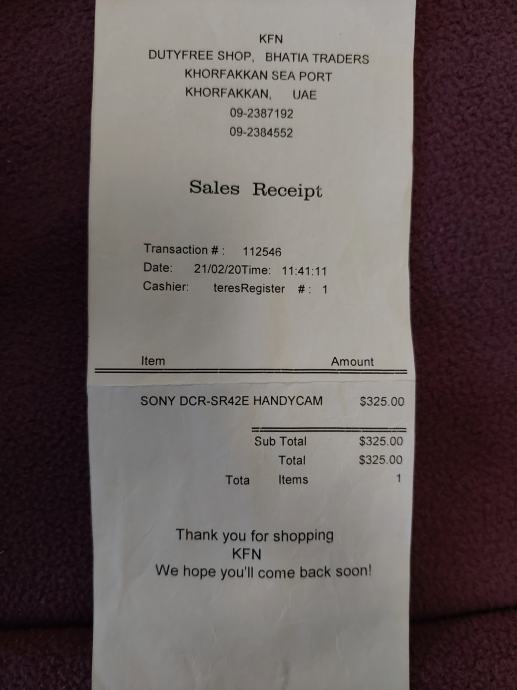 KFN
DUTYFREE SHOP, BHATIA TRADERS
KHORFAKKAN SEA PORT
KHORFAKKAN, UAE
09-2387192
09-2384552
Sales Receipt
Transaction # : 112546
Date: 21/02/20Time: 11:41:11
Cashier: teresRegister # : 1
Item Amount
SONY DCR-SR42E HANDYCAM $325.00
Sub Total $325.00
Total $325.00
Tota Items 1
Thank you for shopping
KFN
We hope you'll come back soon!